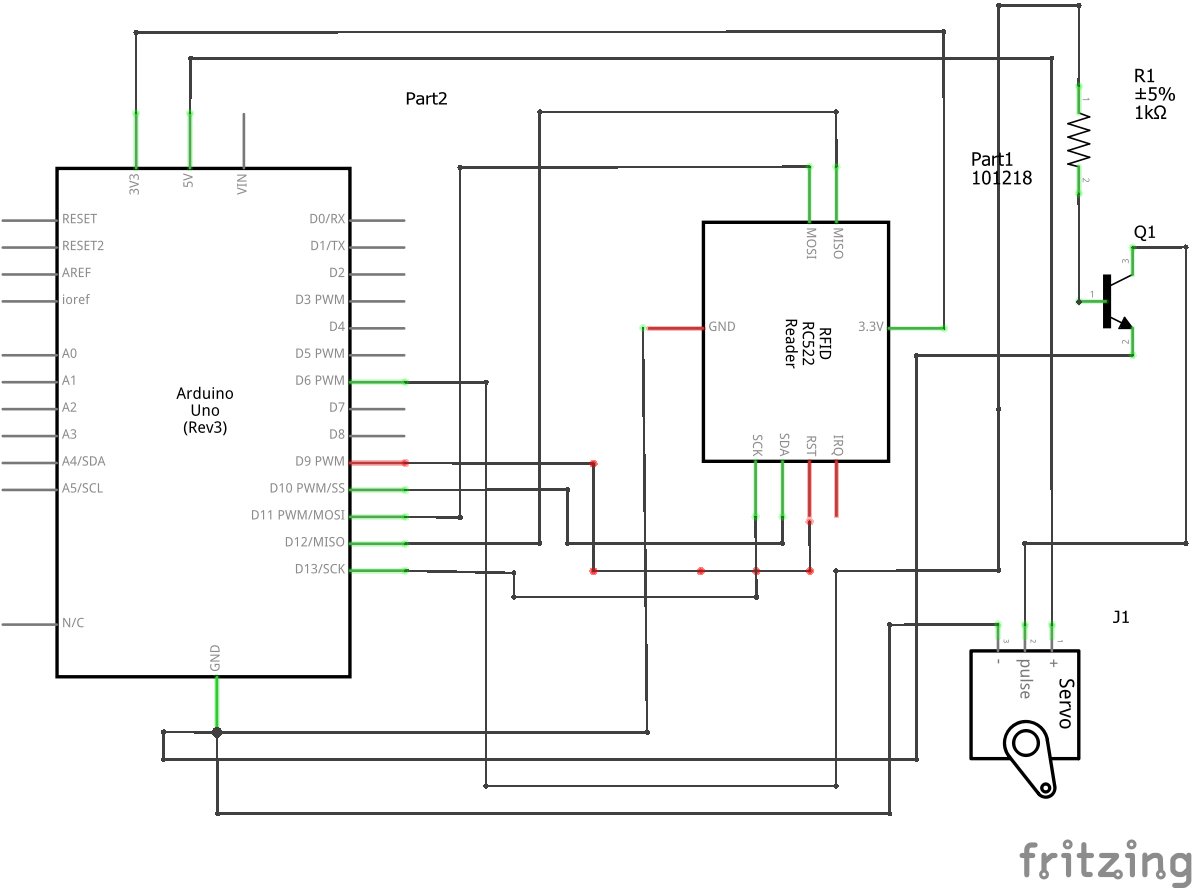 Part2
R1
±5%
1kΩ
Part1
101218
3V3
5V
VIN
RESET
RESET2
AREF
ioref
A0
A1
A2
A3
A4/SDA
A5/SCL
N/C
Arduino
Uno
(Rev3)
D0/RX
D1/TX
D2
D3 PWM
D4
D5 PWM
D6 PWM
D7
D8
D9 PWM
D10 PWM/SS
D11 PWM/MOSI
D12/MISO
D13/SCK
GND
MOSI
MISO
GND
RFID
RC522
Reader
3.3V
SCK
SDA
RST
IRQ
1
2
Q1
3
1
2
J1
3
2
1
-
pulse
+
Servo
fritzing